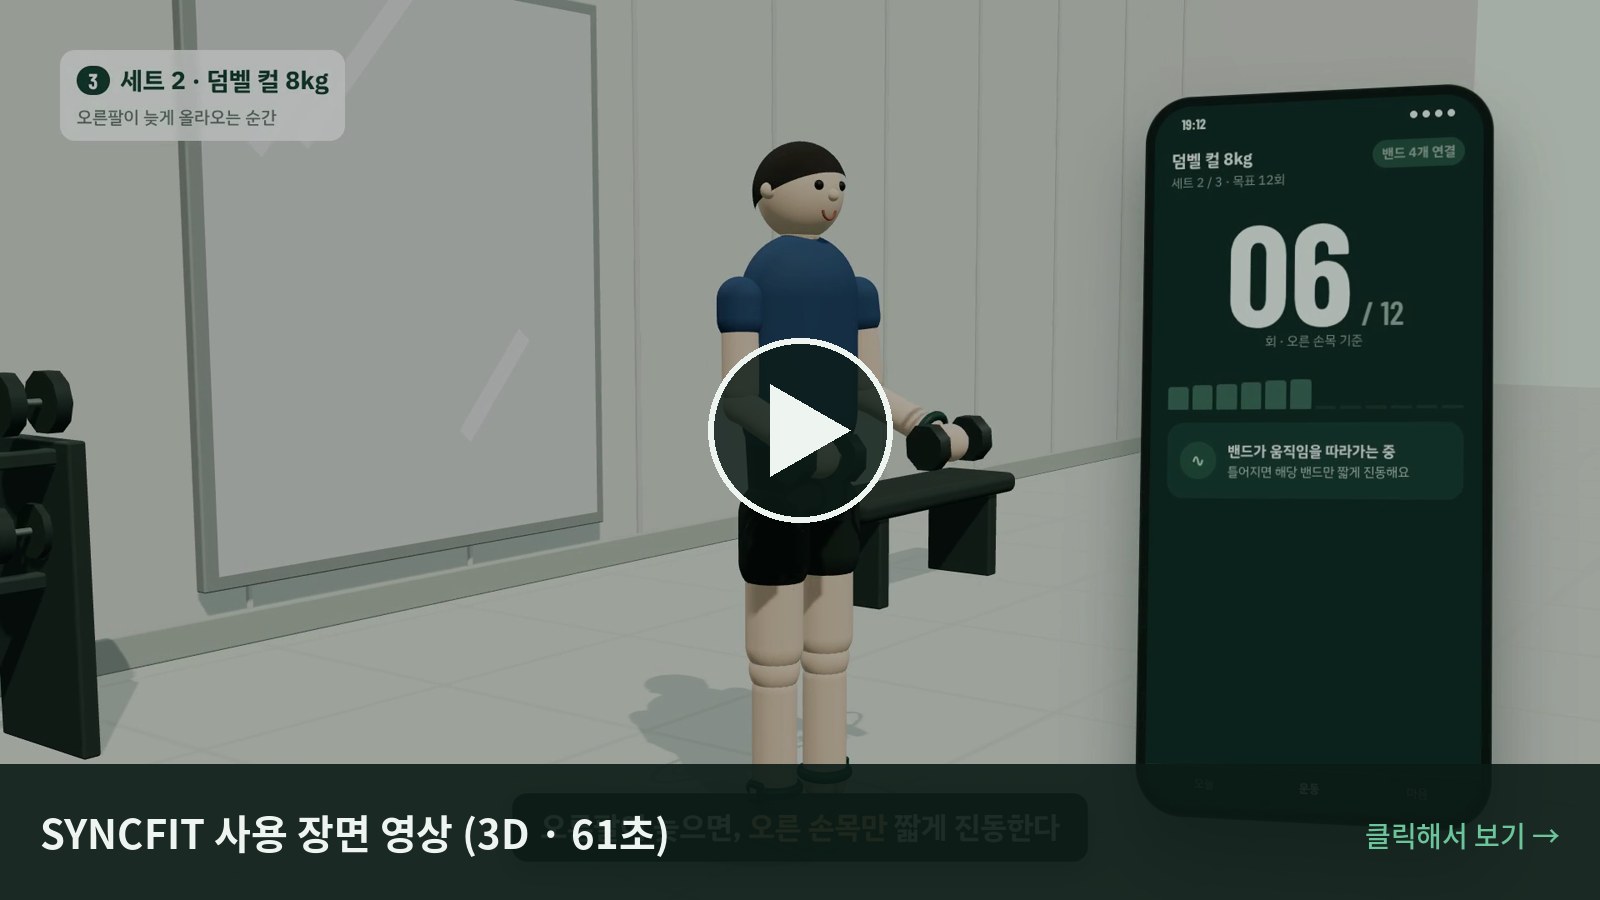 3 세트 2 · 덤벨 컬 8kg
오른팔이 늦게 올라오는 순간
19:12
덤벨 컬 8kg
밴드 4개 연결
세트 2 / 3 · 목표 12회
06 / 12
회 · 오른 손목 기준
밴드가 움직임을 따라가는 중
틀어지면 해당 밴드만 짧게 진동해요
운동
늦으면, 오른 손목만 짧게 진동한다
SYNCFIT 사용 장면 영상 (3D · 61초)
클릭해서 보기 →